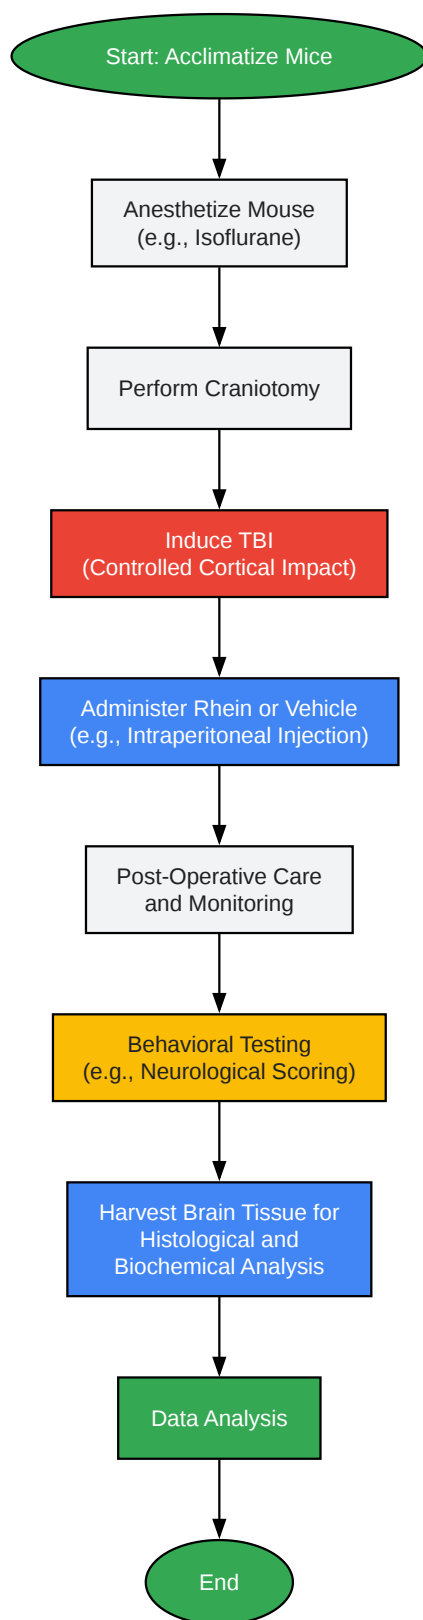 Start: Acclimatize Mice
Anesthetize Mouse
(e.g., Isoflurane)
Perform Craniotomy
Induce TBI
(Controlled Cortical Impact)
Administer Rhein or Vehicle
(e.g., Intraperitoneal Injection)
Post-Operative Care
and Monitoring
Behavioral Testing
(e.g., Neurological Scoring)
Harvest Brain Tissue for
Histological and
Biochemical Analysis
Data Analysis
End